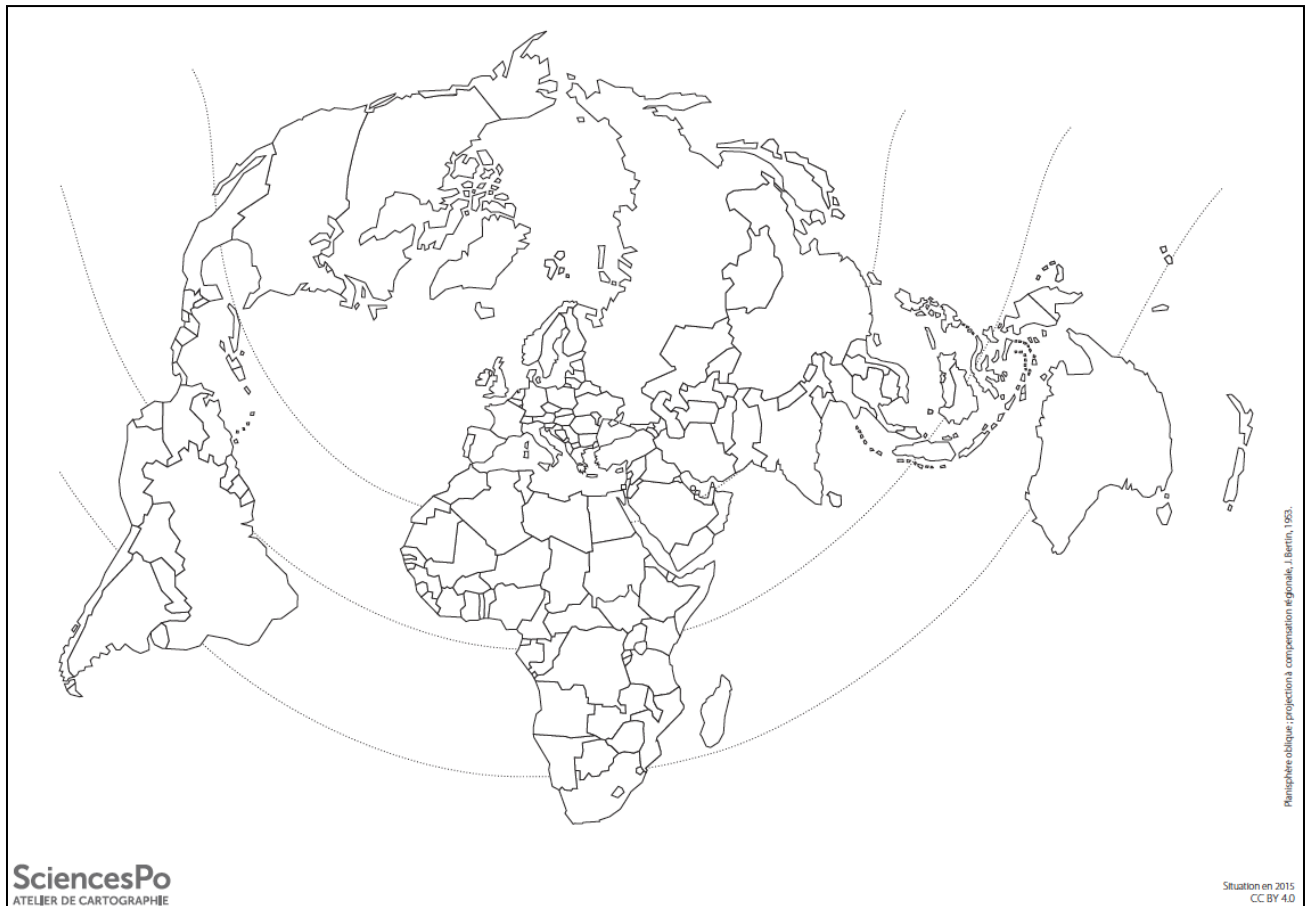 Planisphère oblique ; projection à compensation régionale, J. Bertin, 1953.
SciencesPo
ATELIER DE CARTOGRAPHIE
Situation en 2015
CC BY 4.0